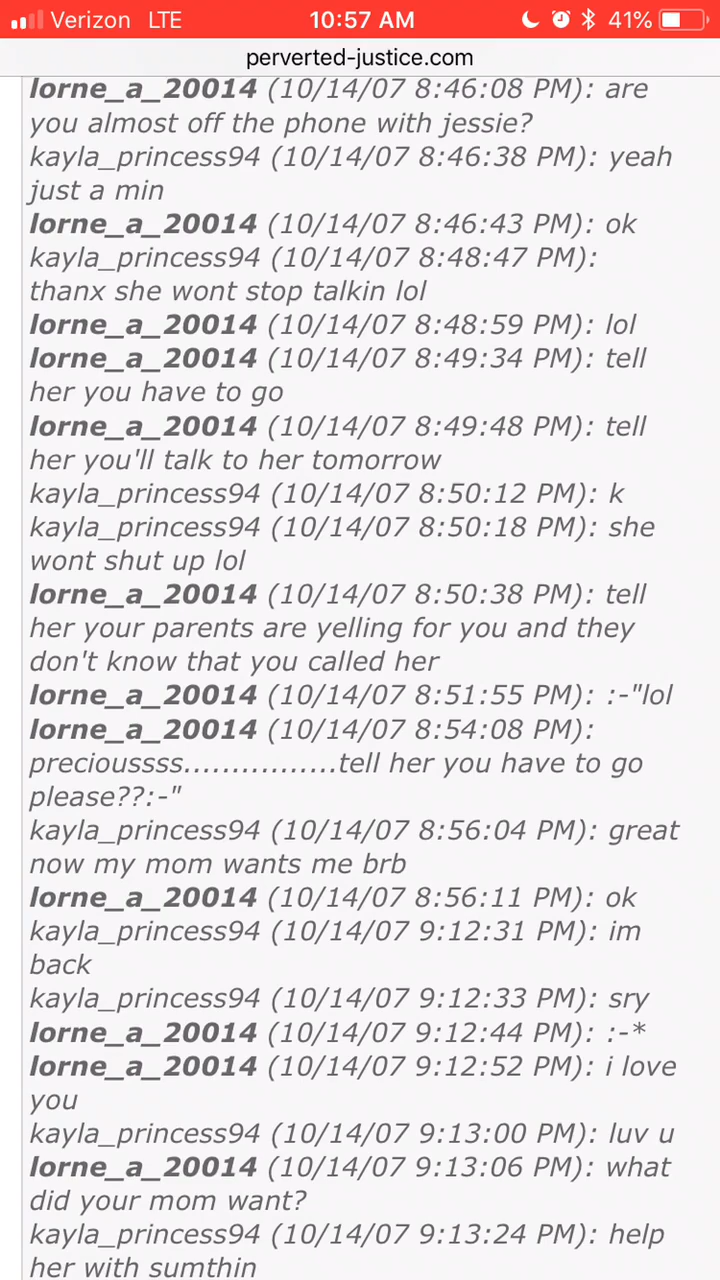 Verizon LTE 10:57 AM 41%
perverted-justice.com
lorne_a_20014 (10/14/07 8:46:08 PM): are
you almost off the phone with jessie?
kayla_princess94 (10/14/07 8:46:38 PM): yeah
just a min
lorne_a_20014 (10/14/07 8:46:43 PM): ok
kayla_princess94 (10/14/07 8:48:47 PM):
thanx she wont stop talkin lol
lorne_a_20014 (10/14/07 8:48:59 PM): lol
lorne_a_20014 (10/14/07 8:49:34 PM): tell
her you have to go
lorne_a_20014 (10/14/07 8:49:48 PM): tell
her you'll talk to her tomorrow
kayla_princess94 (10/14/07 8:50:12 PM): k
kayla_princess94 (10/14/07 8:50:18 PM): she
wont shut up lol
lorne_a_20014 (10/14/07 8:50:38 PM): tell
her your parents are yelling for you and they
don't know that you called her
lorne_a_20014 (10/14/07 8:51:55 PM): :-"lol
lorne_a_20014 (10/14/07 8:54:08 PM):
precioussss.................tell her you have to go
please??:-"
kayla_princess94 (10/14/07 8:56:04 PM): great
now my mom wants me brb
lorne_a_20014 (10/14/07 8:56:11 PM): ok
kayla_princess94 (10/14/07 9:12:31 PM): im
back
kayla_princess94 (10/14/07 9:12:33 PM): sry
lorne_a_20014 (10/14/07 9:12:44 PM): :-*
lorne_a_20014 (10/14/07 9:12:52 PM): i love
you
kayla_princess94 (10/14/07 9:13:00 PM): luv u
lorne_a_20014 (10/14/07 9:13:06 PM): what
did your mom want?
kayla_princess94 (10/14/07 9:13:24 PM): help
her with sumthin